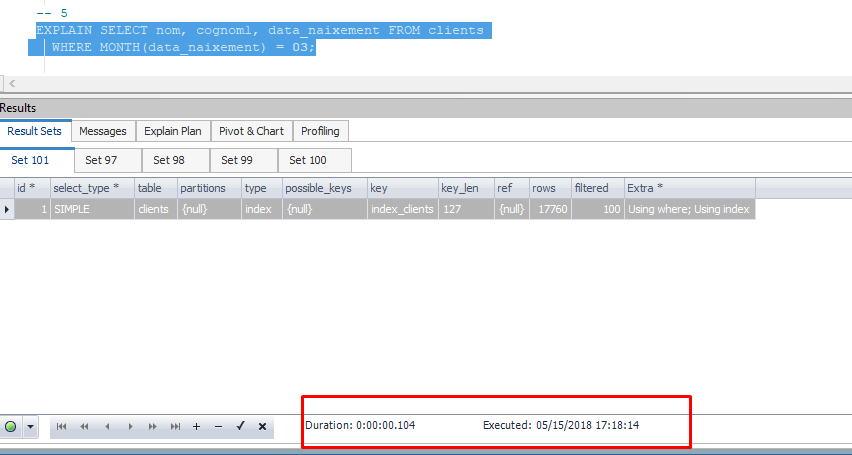 -- 5
EXPLAIN SELECT nom, cognom1, data_naixement FROM clients
WHERE MONTH(data_naixement) = 03;
Results
Result Sets Messages Explain Plan Pivot & Chart Profiling
Set 101 Set 97 Set 98 Set 99 Set 100
id * select_type * table partitions type possible_keys key key_len ref rows filtered Extra *
1 SIMPLE clients {null} index {null} index_clients 127 {null} 17760 100 Using where; Using index
Duration: 0:00:00.104 Executed: 05/15/2018 17:18:14